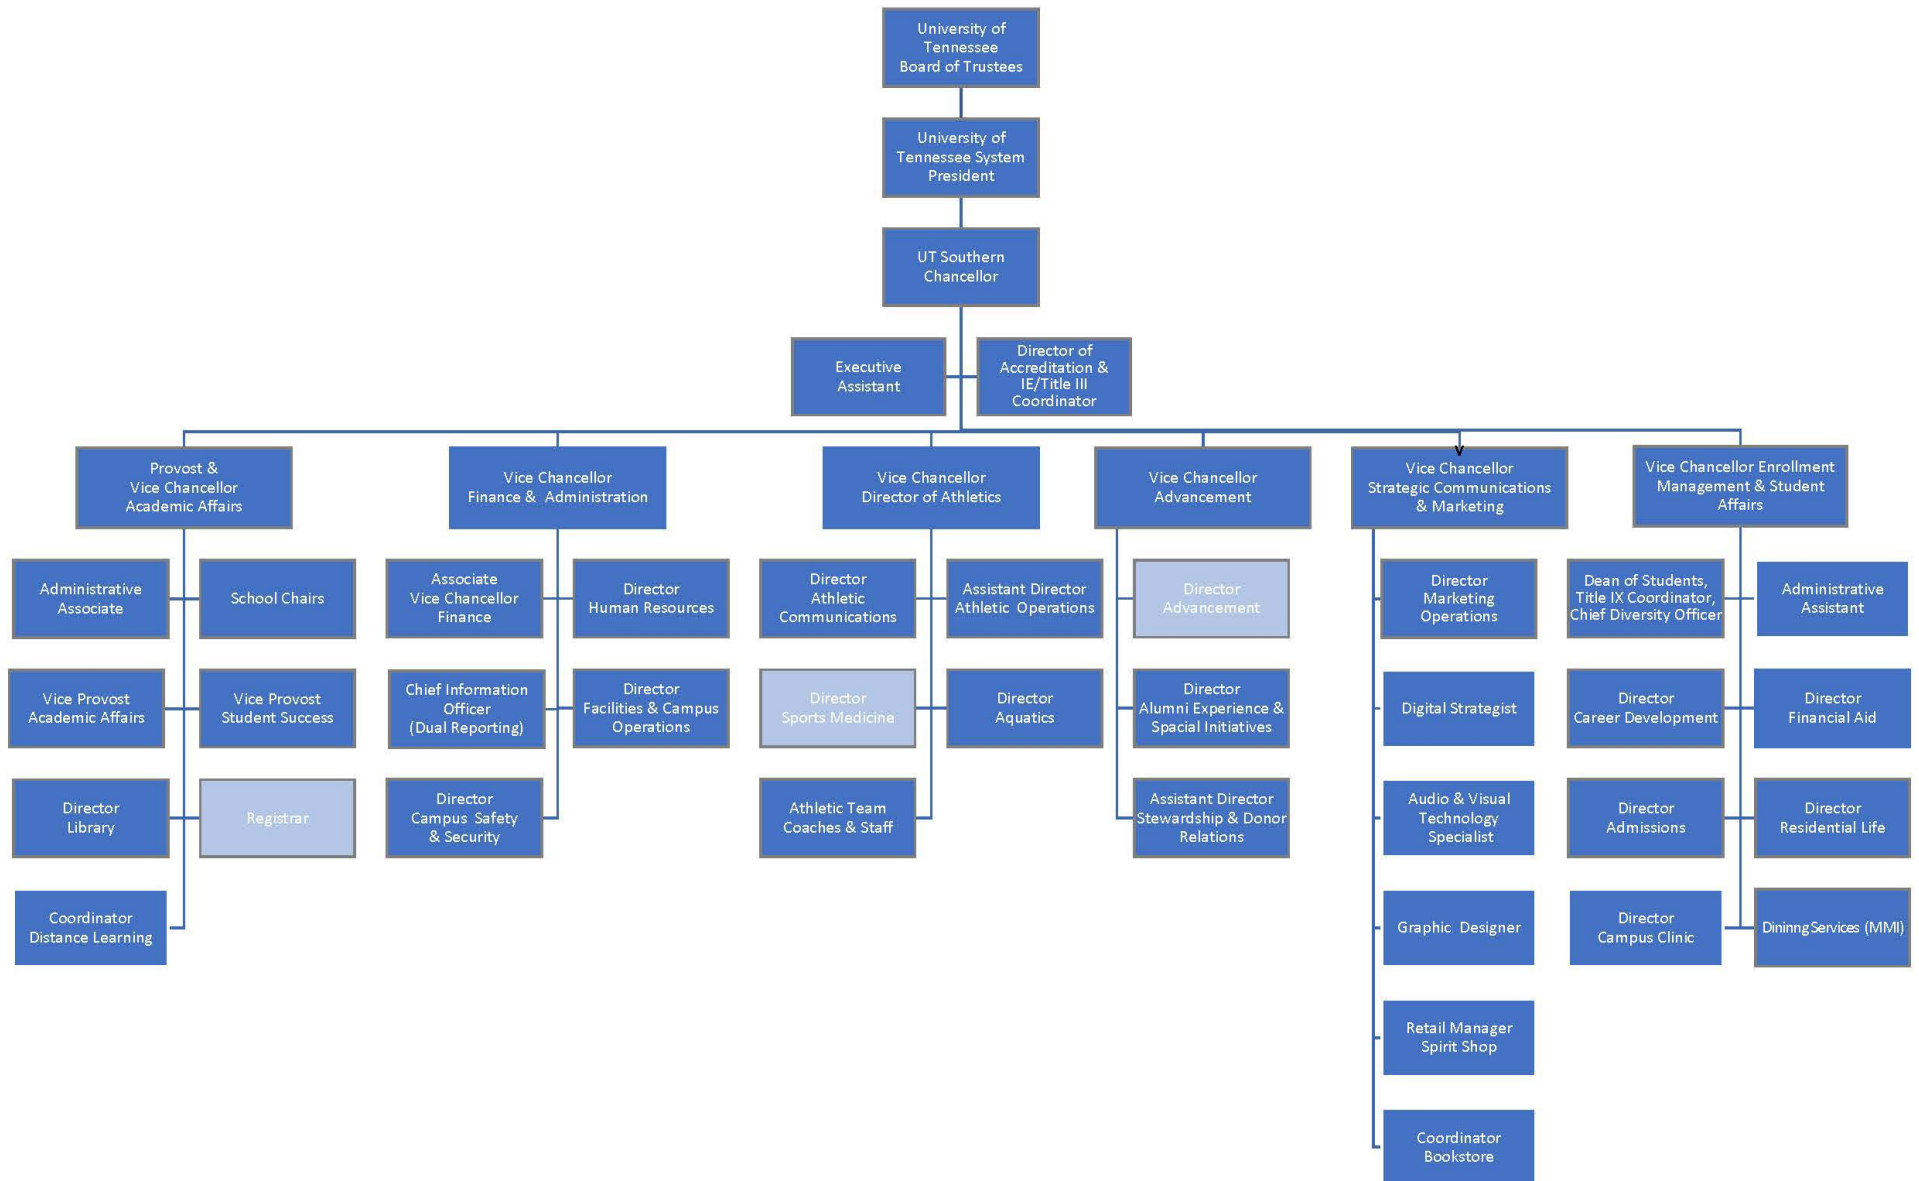 University of
Tennessee
Board of Trustees
University of
Tennessee System
President
UT Southern
Chancellor
Executive
Assistant
Director of
Accreditation &
IE/Title III
Coordinator
Provost &
Vice Chancellor
Academic Affairs
Vice Chancellor
Finance & Administration
Vice Chancellor
Director of Athletics
Vice Chancellor
Advancement
Vice Chancellor
Strategic Communications
& Marketing
Vice Chancellor Enrollment
Management & Student
Affairs
Administrative
Associate
School Chairs
Vice Provost
Academic Affairs
Vice Provost
Student Success
Director
Library
Registrar
Coordinator
Distance Learning
Associate
Vice Chancellor
Finance
Director
Human Resources
Chief Information
Officer
(Dual Reporting)
Director
Facilities & Campus
Operations
Director
Campus Safety
& Security
Director
Athletic
Communications
Assistant Director
Athletic Operations
Director
Sports Medicine
Director
Aquatics
Athletic Team
Coaches & Staff
Director
Advancement
Director
Alumni Experience &
Spacial Initiatives
Assistant Director
Stewardship & Donor
Relations
Director
Marketing
Operations
Digital Strategist
Audio & Visual
Technology
Specialist
Graphic Designer
Retail Manager
Spirit Shop
Coordinator
Bookstore
Dean of Students,
Title IX Coordinator,
Chief Diversity Officer
Administrative
Assistant
Director
Career Development
Director
Financial Aid
Director
Admissions
Director
Residential Life
Director
Campus Clinic
Dininng Services (MMI)